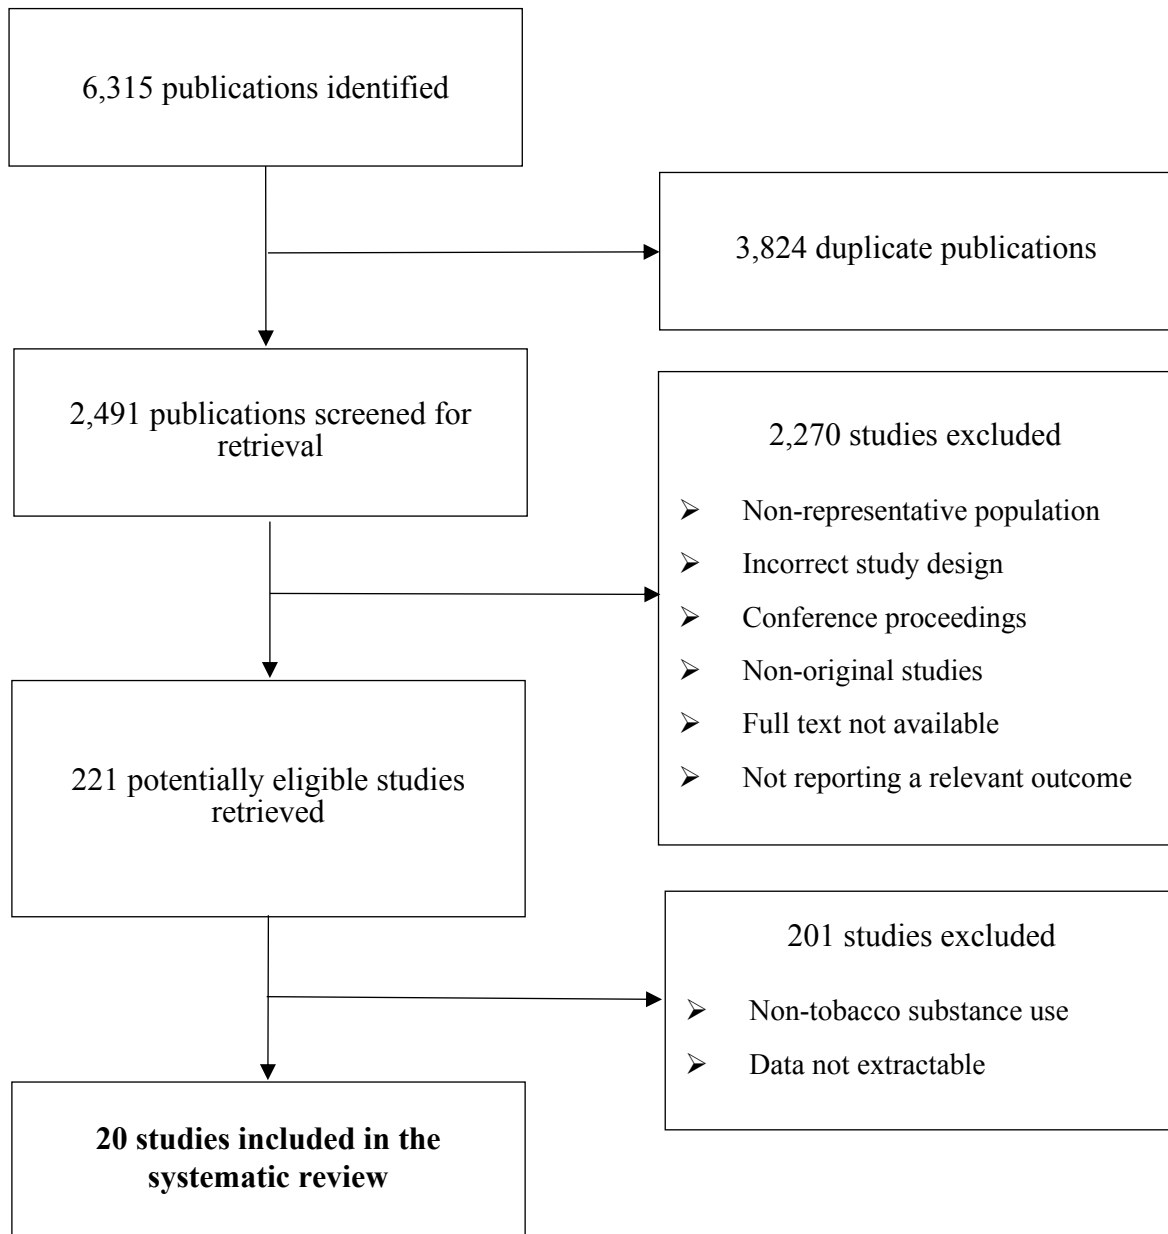 6,315 publications identified
3,824 duplicate publications
2,491 publications screened for
retrieval
2,270 studies excluded
➢ Non-representative population
➢ Incorrect study design
➢ Conference proceedings
➢ Non-original studies
➢ Full text not available
➢ Not reporting a relevant outcome
221 potentially eligible studies
retrieved
201 studies excluded
➢ Non-tobacco substance use
➢ Data not extractable
20 studies included in the
systematic review